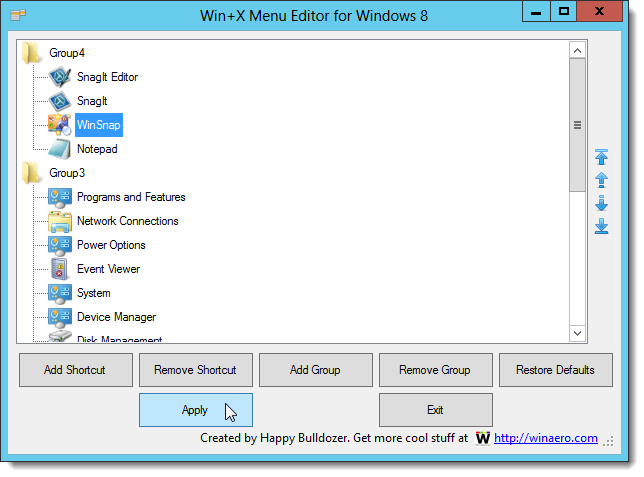 Win+X Menu Editor for Windows 8
Group4
SnagIt Editor
SnagIt
WinSnap
Notepad
Group3
Programs and Features
Network Connections
Power Options
Event Viewer
System
Device Manager
Disk Management
Add Shortcut
Remove Shortcut
Add Group
Remove Group
Restore Defaults
Apply
Exit
Created by Happy Bulldozer. Get more cool stuff at W http://winaero.com